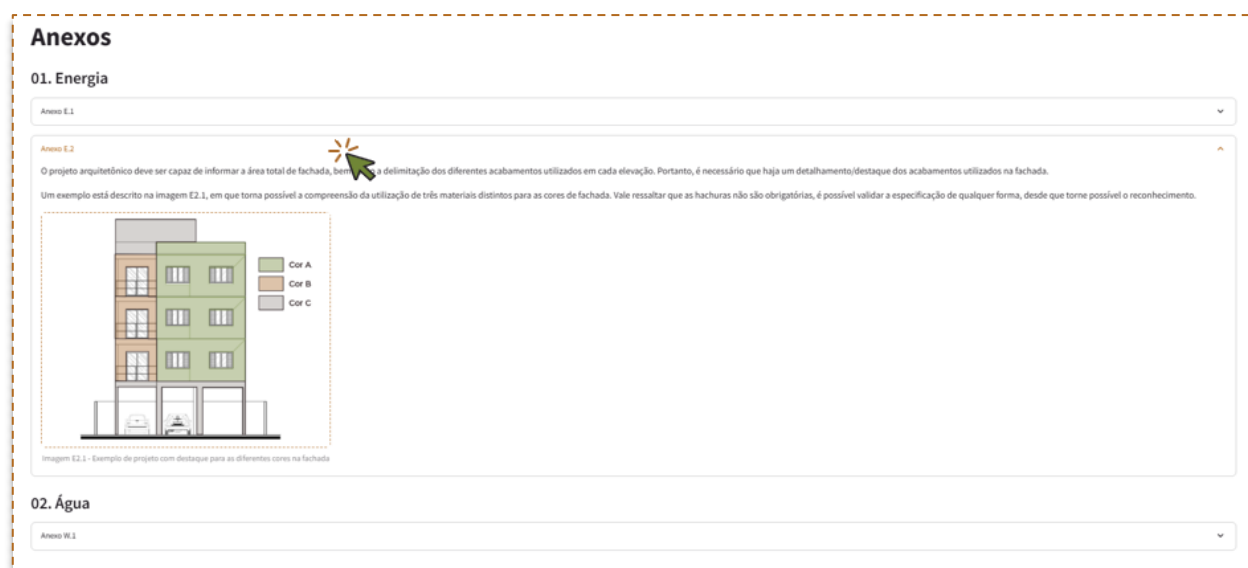 Anexos
01. Energia
Anexo E.1
Anexo E.2
O projeto arquitetônico deve ser capaz de informar a área total de fachada, bem a delimitação dos diferentes acabamentos utilizados em cada elevação. Portanto, é necessário que haja um detalhamento/destaque dos acabamentos utilizados na fachada.
Um exemplo está descrito na imagem E2.1, em que torna possível a compreensão da utilização de três materiais distintos para as cores de fachada. Vale ressaltar que as hachuras não são obrigatórias, é possível validar a especificação de qualquer forma, desde que torne possível o reconhecimento.
Cor A
Cor B
Cor C
Imagem E2.1 - Exemplo de projeto com destaque para as diferentes cores na fachada
02. Água
Anexo W.1